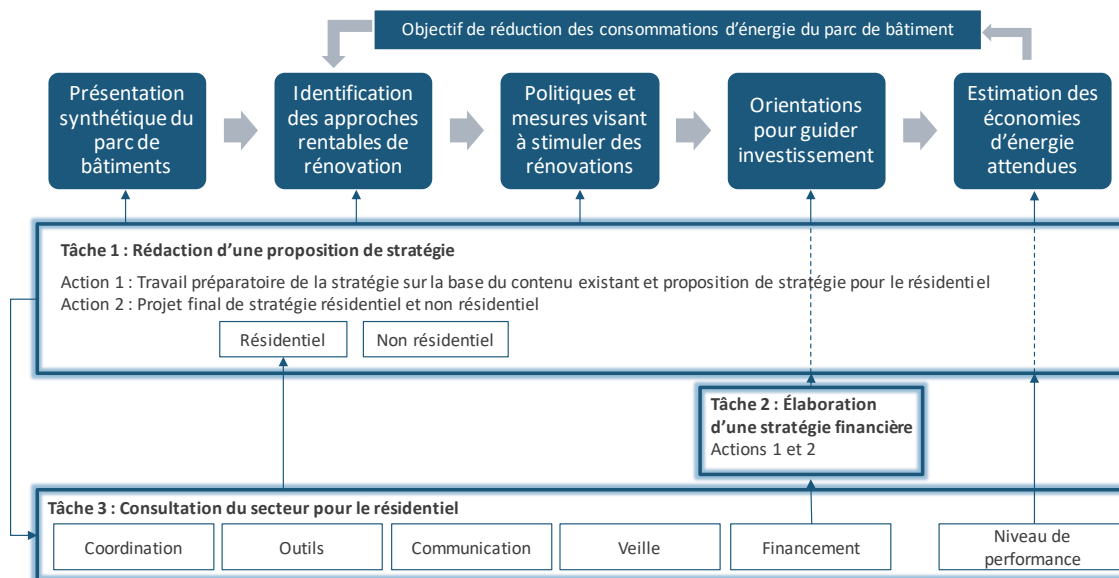 Objectif de réduction des consommations d’énergie du parc de bâtiment
Présentation
synthétique du
parc de
bâtiments
Identification
des approches
rentables de
rénovation
Politiques et
mesures visant
à stimuler des
rénovations
Orientations
pour guider
investissement
Estimation des
économies
d’énergie
attendues
Tâche 1 : Rédaction d’une proposition de stratégie
Action 1 : Travail préparatoire de la stratégie sur la base du contenu existant et proposition de stratégie pour le résidentiel
Action 2 : Projet final de stratégie résidentiel et non résidentiel
Résidentiel
Non résidentiel
Tâche 2 : Élaboration
d’une stratégie financière
Actions 1 et 2
Tâche 3 : Consultation du secteur pour le résidentiel
Coordination
Outils
Communication
Veille
Financement
Niveau de
performance